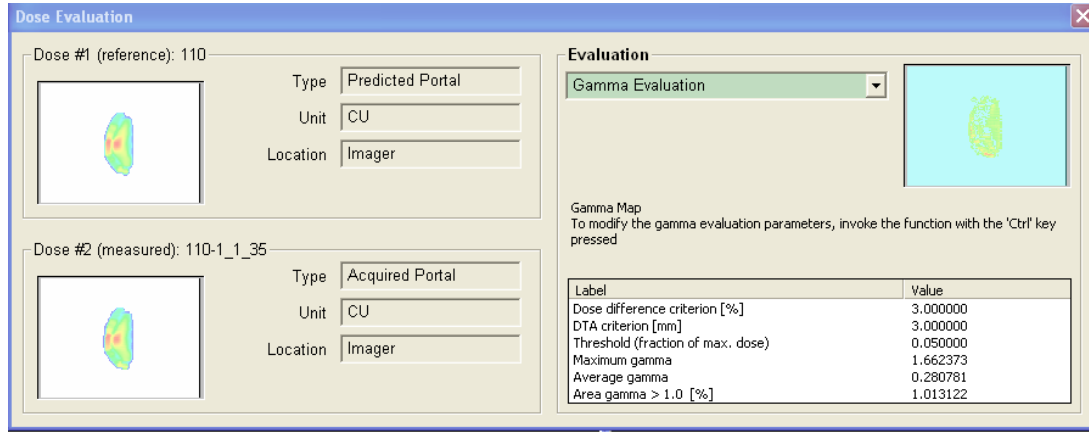 Dose Evaluation
Dose #1 (reference): 110
Type Predicted Portal
Unit CU
Location Imager
Dose #2 (measured): 110-1_1_35
Type Acquired Portal
Unit CU
Location Imager
Evaluation
Gamma Evaluation
Gamma Map
To modify the gamma evaluation parameters, invoke the function with the 'Ctrl' key
pressed
Label Value
Dose difference criterion [%] 3.000000
DTA criterion [mm] 3.000000
Threshold (fraction of max. dose) 0.050000
Maximum gamma 1.662373
Average gamma 0.280781
Area gamma > 1.0 [%] 1.013122